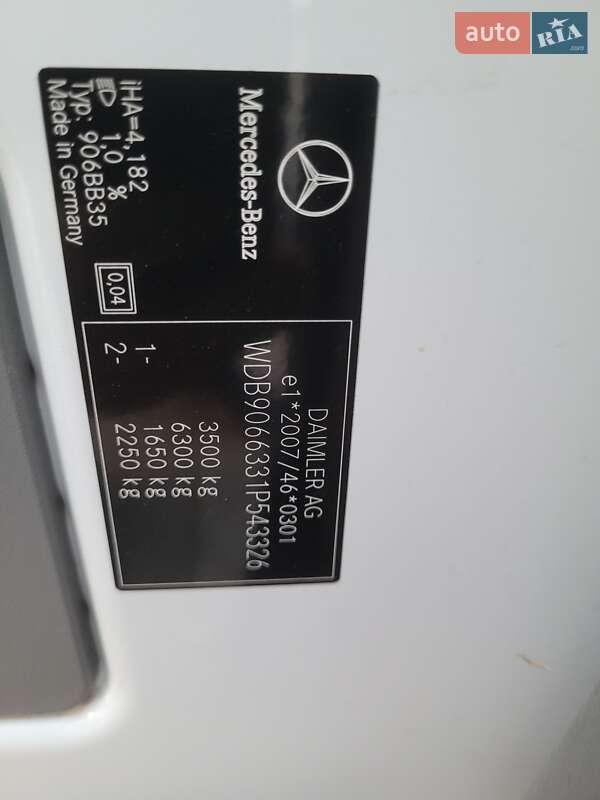 auto RIA .com
Mercedes-Benz
iHA=4,182
1,0 %
Typ: 906BB35
Made in Germany
0,04
DAIMLER AG
e1*2007/46*0301
WDB9066331P543326
3500 kg
6300 kg
1- 1650 kg
2- 2250 kg